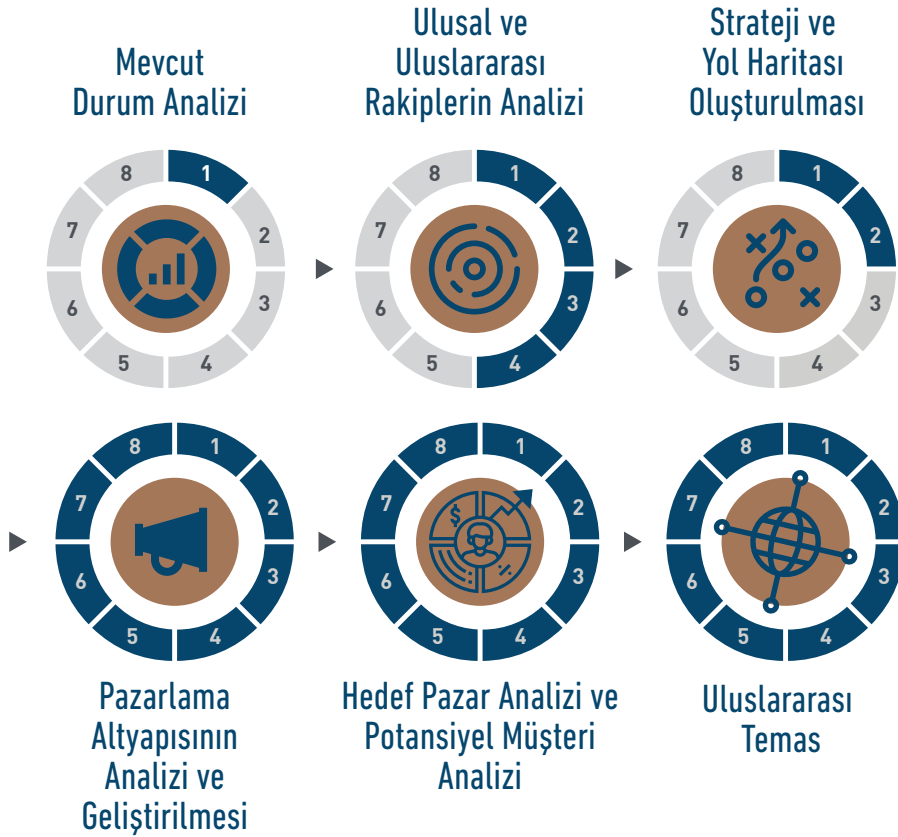 Mevcut
Durum Analizi
8 1
7 2
6 3
5 4
Ulusal ve
Uluslararası
Rakiplerin Analizi
8 1
7 2
6 3
5 4
Strateji ve
Yol Haritası
Oluşturulması
8 1
7 2
6 3
5 4
8 1
7 2
6 3
5 4
Pazarlama
Altyapısının
Analizi ve
Geliştirilmesi
$
%
8 1
7 2
6 3
5 4
Hedef Pazar Analizi ve
Potansiyel Müşteri
Analizi
8 1
7 2
6 3
5 4
Uluslararası
Temas